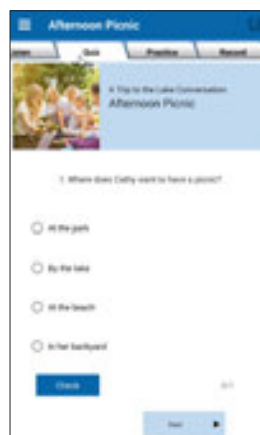 Afternoon Picnic
Quiz
Practice
Record
A Trip to the Lake Conversation
Afternoon Picnic
1. Where does Cathy want to have a picnic?
At the park
By the lake
At the beach
In her backyard
Check